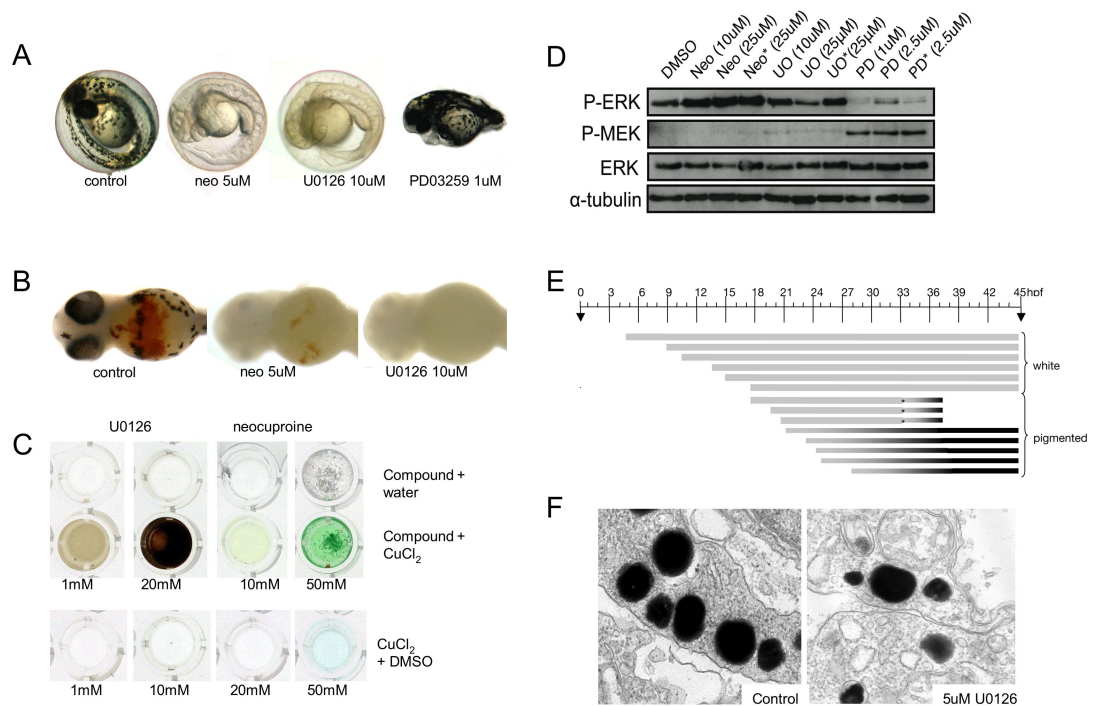 A
control
neo 5uM
U0126 10uM
PD03259 1uM
B
control
neo 5uM
U0126 10uM
C
U0126
neocuproine
Compound +
water
Compound +
CuCl2
1mM
20mM
10mM
50mM
CuCl2
+ DMSO
1mM
10mM
20mM
50mM
D
DMSO
Neo (10uM)
Neo (25uM)
Neo* (25uM)
UO (10uM)
UO (25µM)
UO*(25µM)
PD (1uM)
PD (2.5uM)
PD* (2.5uM)
P-ERK
P-MEK
ERK
α-tubulin
E
0 3 6 9 12 15 18 21 24 27 30 33 36 39 42 45hpf
white
*
*
*
pigmented
F
Control
5uM U0126